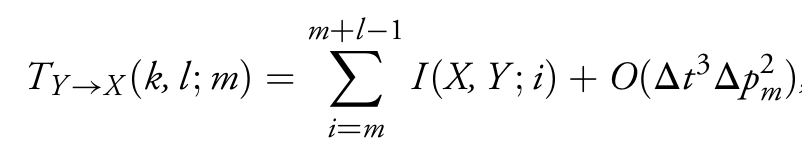 T_{Y→X}(k, l; m) = \sum_{i=m}^{m+l−1} I(X, Y; i) + O(Δt^3 Δp_m^2),